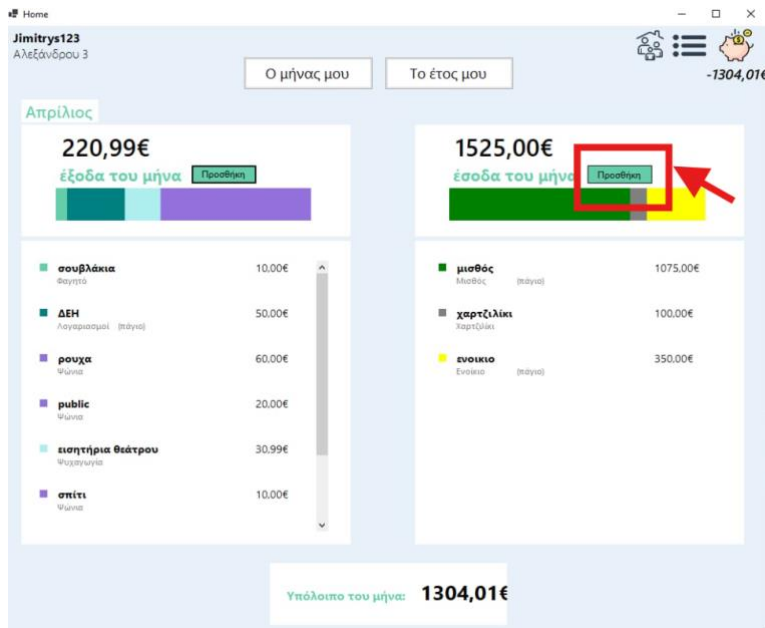 Home
Jimitrys123
Αλεξάνδρου 3
Ο μήνας μου
Το έτος μου
-1304,01€
Απρίλιος
220,99€
έξοδα του μήνα Προσθήκη
1525,00€
έσοδα του μήνα Προσθήκη
σουβλάκια 10,00€
Φαγητό
ΔΕΗ 50,00€
Λογαριασμοί (πάγιο)
ρουχα 60,00€
Ψώνια
public 20,00€
Ψώνια
εισητήρια θεάτρου 30,99€
Ψυχαγωγία
σπίτι 10,00€
Ψώνια
μισθός 1075,00€
Μισθός (πάγιο)
χαρτζιλίκι 100,00€
Χαρτζιλίκι
ενοικιο 350,00€
Ενοίκιο (πάγιο)
Υπόλοιπο του μήνα: 1304,01€